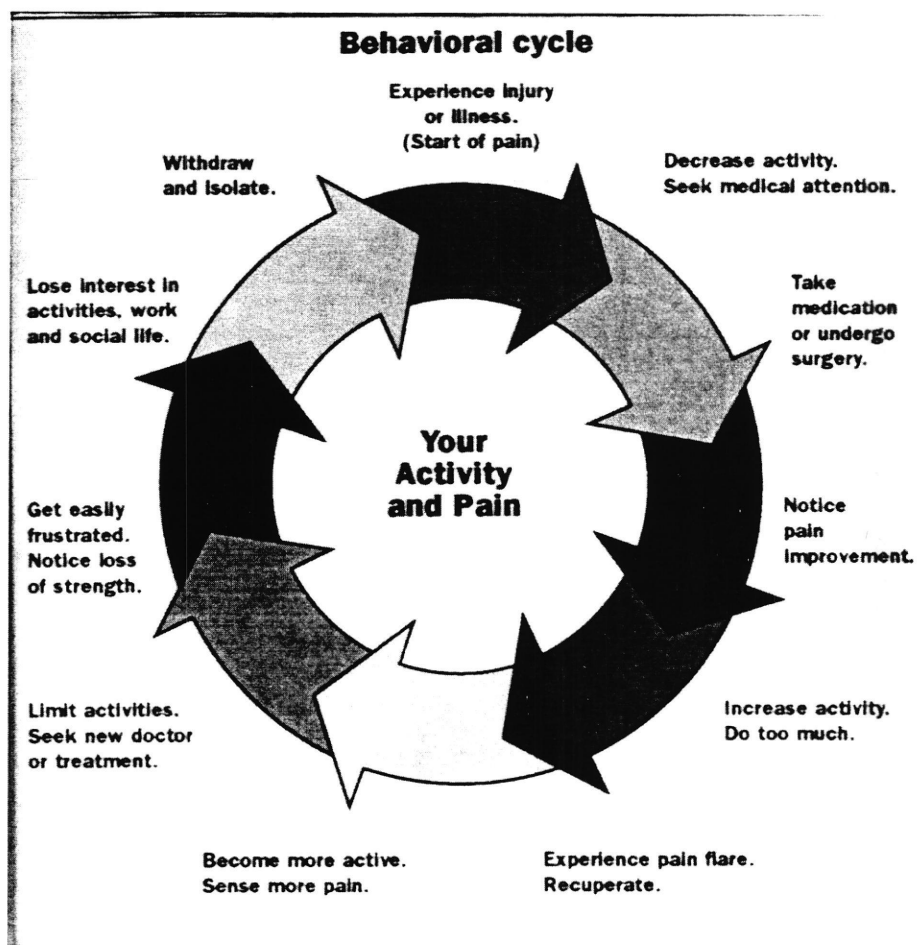 Behavioral cycle
Experience injury
or illness.
(Start of pain)
Decrease activity.
Seek medical attention.
Take
medication
or undergo
surgery.
Notice
pain
improvement.
Increase activity.
Do too much.
Experience pain flare.
Recuperate.
Become more active.
Sense more pain.
Limit activities.
Seek new doctor
or treatment.
Get easily
frustrated.
Notice loss
of strength.
Lose interest in
activities, work
and social life.
Withdraw
and isolate.
Your
Activity
and Pain